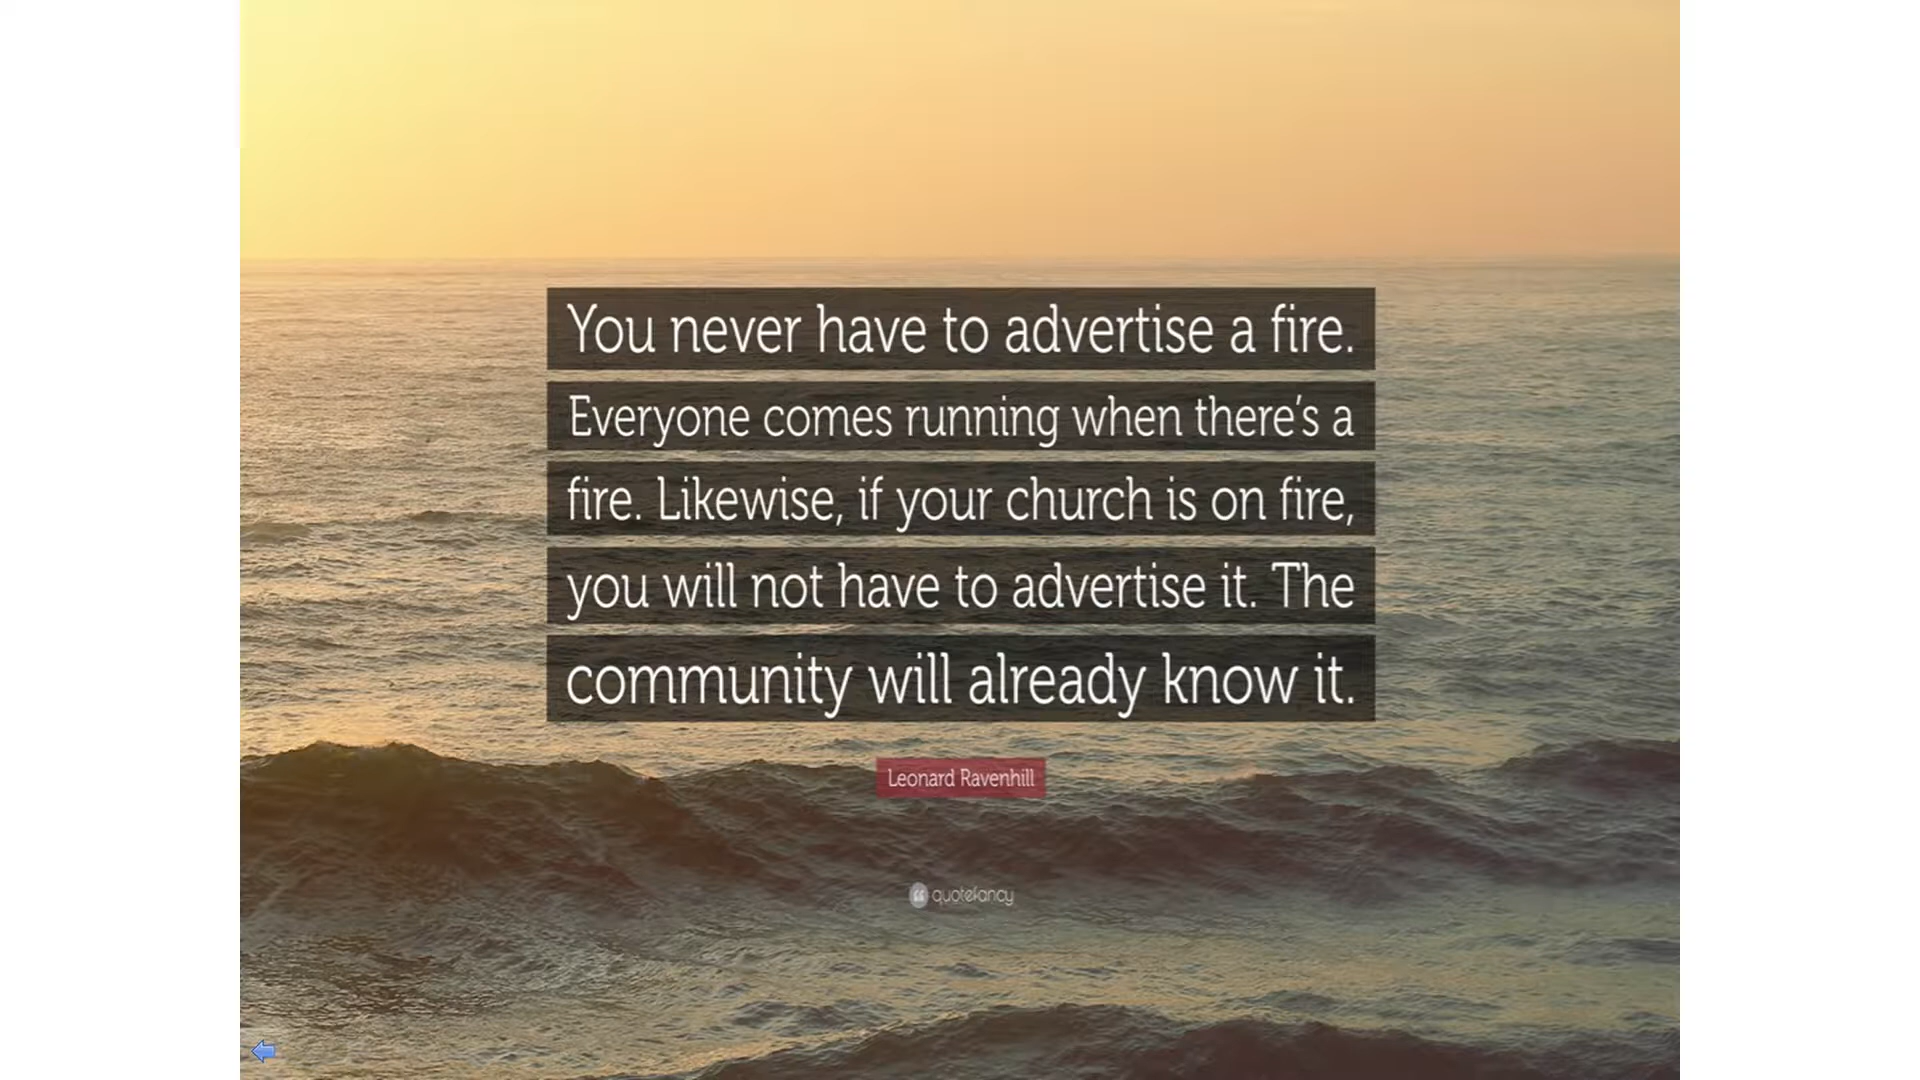 You never have to advertise a fire.
Everyone comes running when there’s a
fire. Likewise, if your church is on fire,
you will not have to advertise it. The
community will already know it.
Leonard Ravenhill
quotefancy